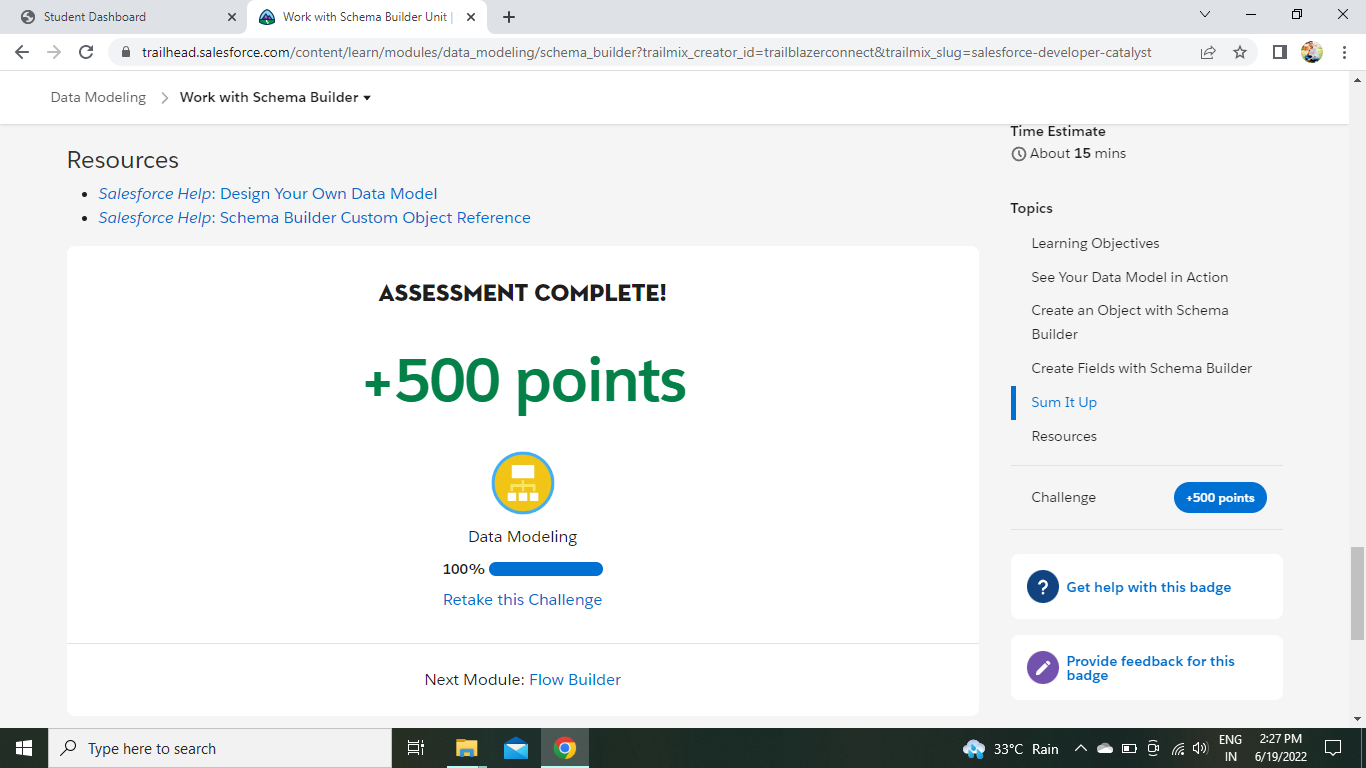 Student Dashboard
Work with Schema Builder Unit |
trailhead.salesforce.com/content/learn/modules/data_modeling/schema_builder?trailmix_creator_id=trailblazerconnect&trailmix_slug=salesforce-developer-catalyst
Data Modeling
Work with Schema Builder
Resources
Salesforce Help: Design Your Own Data Model
Salesforce Help: Schema Builder Custom Object Reference
ASSESSMENT COMPLETE!
+500 points
Data Modeling
100%
Retake this Challenge
Next Module: Flow Builder
Time Estimate
About 15 mins
Topics
Learning Objectives
See Your Data Model in Action
Create an Object with Schema
Builder
Create Fields with Schema Builder
Sum It Up
Resources
Challenge
+500 points
?
Get help with this badge
Provide feedback for this
badge
Type here to search
33°C Rain
ENG
IN
2:27 PM
6/19/2022